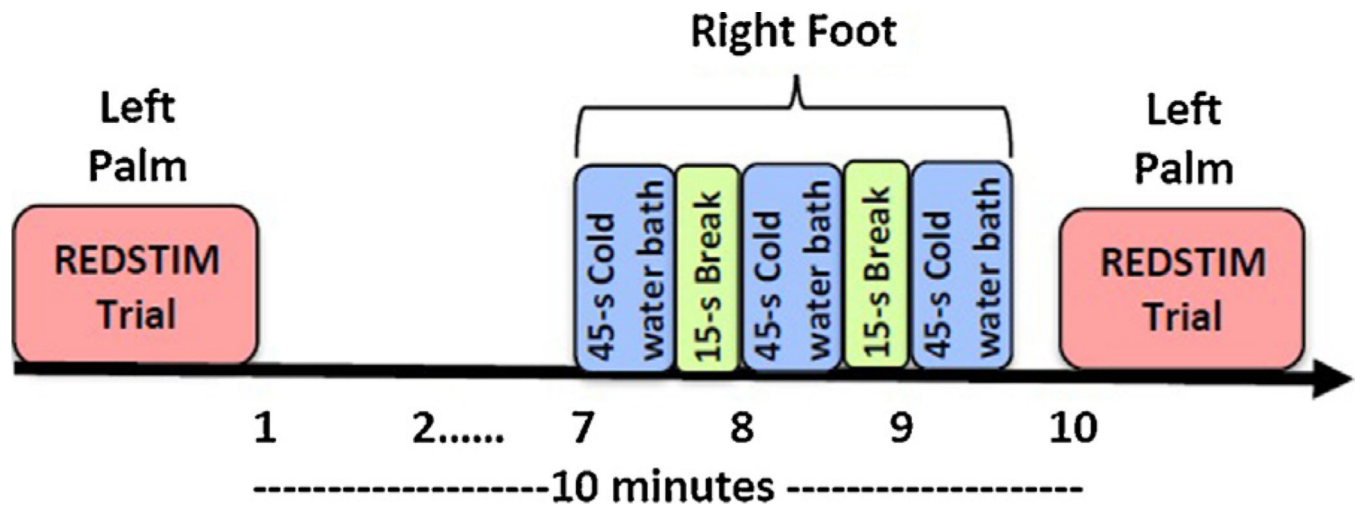 Right Foot
Left
Palm
REDSTIM
Trial
45-s Cold
water bath
15-s Break
45-s Cold
water bath
15-s Break
45-s Cold
water bath
Left
Palm
REDSTIM
Trial
1 2...... 7 8 9 10
--------------------10 minutes --------------------